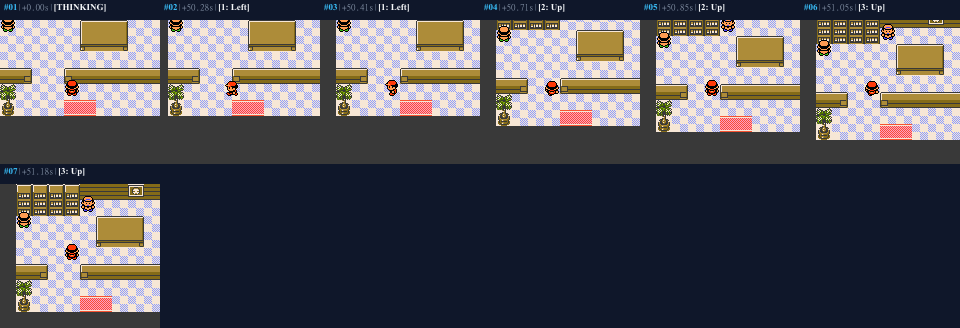 #01|+0.00s|[THINKING]
#02|+50.28s|[1: Left]
#03|+50.41s|[1: Left]
#04|+50.71s|[2: Up]
#05|+50.85s|[2: Up]
#06|+51.05s|[3: Up]
#07|+51.18s|[3: Up]